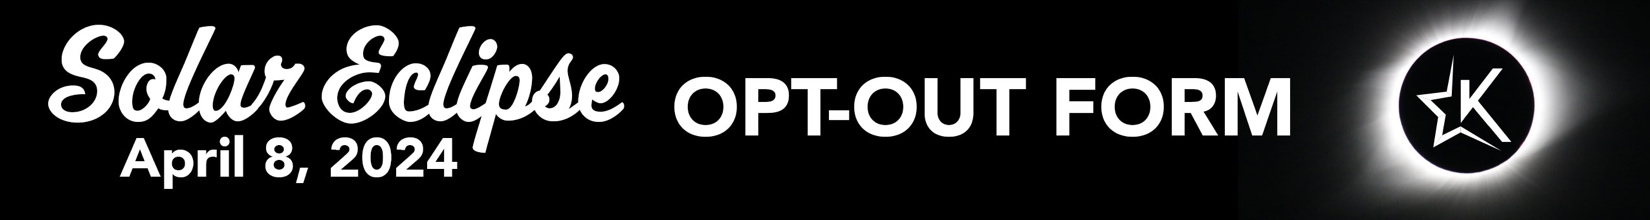 Solar Eclipse
April 8, 2024
OPT-OUT FORM
K